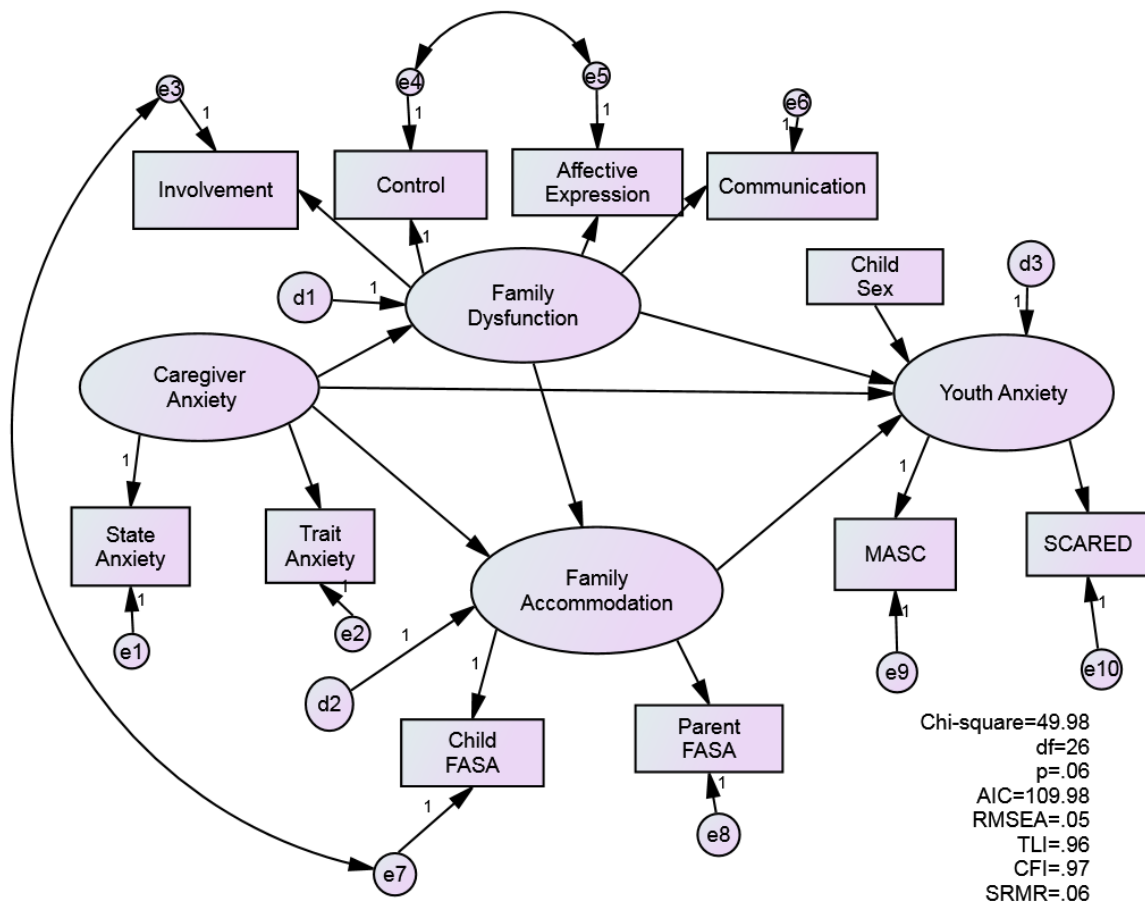 e3
1
e4
1
e5
1
e6
1
Involvement
Control
Affective
Expression
Communication
1
d1
1
Family
Dysfunction
Child
Sex
d3
1
Caregiver
Anxiety
Youth Anxiety
1
1
State
Anxiety
Trait
Anxiety
MASC
SCARED
Family
Accommodation
1
1
1
1
1
1
e1
e2
e9
e10
d2
Child
FASA
Parent
FASA
1
1
e7
e8
Chi-square=49.98
df=26
p=.06
AIC=109.98
RMSEA=.05
TLI=.96
CFI=.97
SRMR=.06